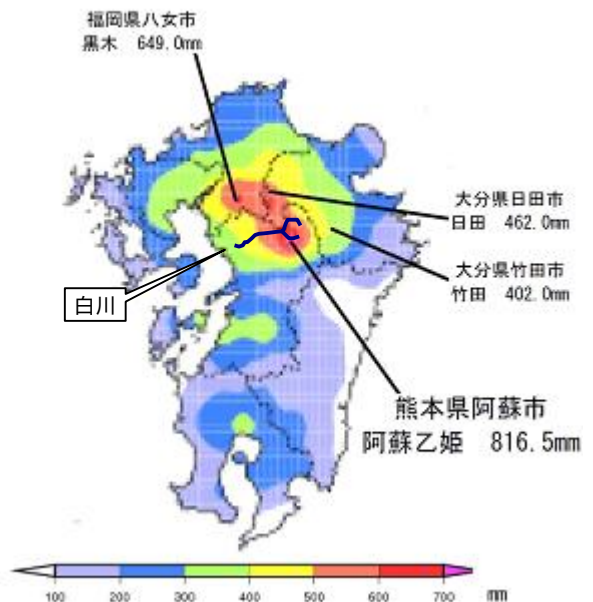 福岡県八女市
黒木 649.0mm
大分県日田市
日田 462.0mm
大分県竹田市
竹田 402.0mm
白川
熊本県阿蘇市
阿蘇乙姫 816.5mm
100 200 300 400 500 600 700 mm